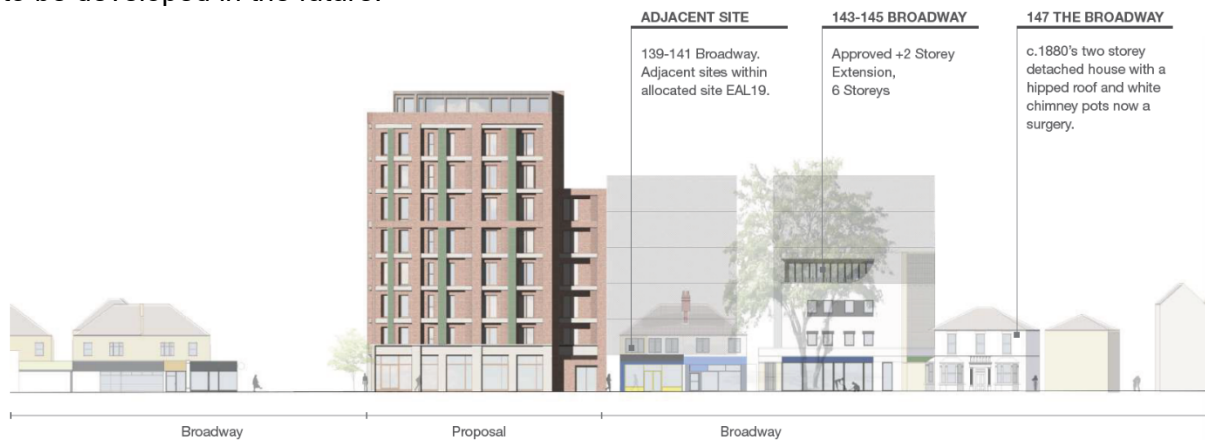 to be developed in the future.
ADJACENT SITE
139-141 Broadway.
Adjacent sites within
allocated site EAL19.
143-145 BROADWAY
Approved +2 Storey
Extension,
6 Storeys
147 THE BROADWAY
c.1880's two storey
detached house with a
hipped roof and white
chimney pots now a
surgery.
Broadway
Proposal
Broadway